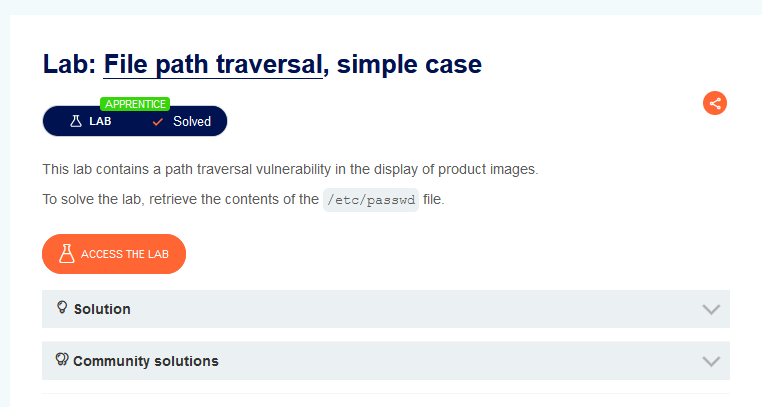 Lab: File path traversal, simple case
APPRENTICE
LAB Solved
This lab contains a path traversal vulnerability in the display of product images.
To solve the lab, retrieve the contents of the /etc/passwd file.
ACCESS THE LAB
Solution
Community solutions